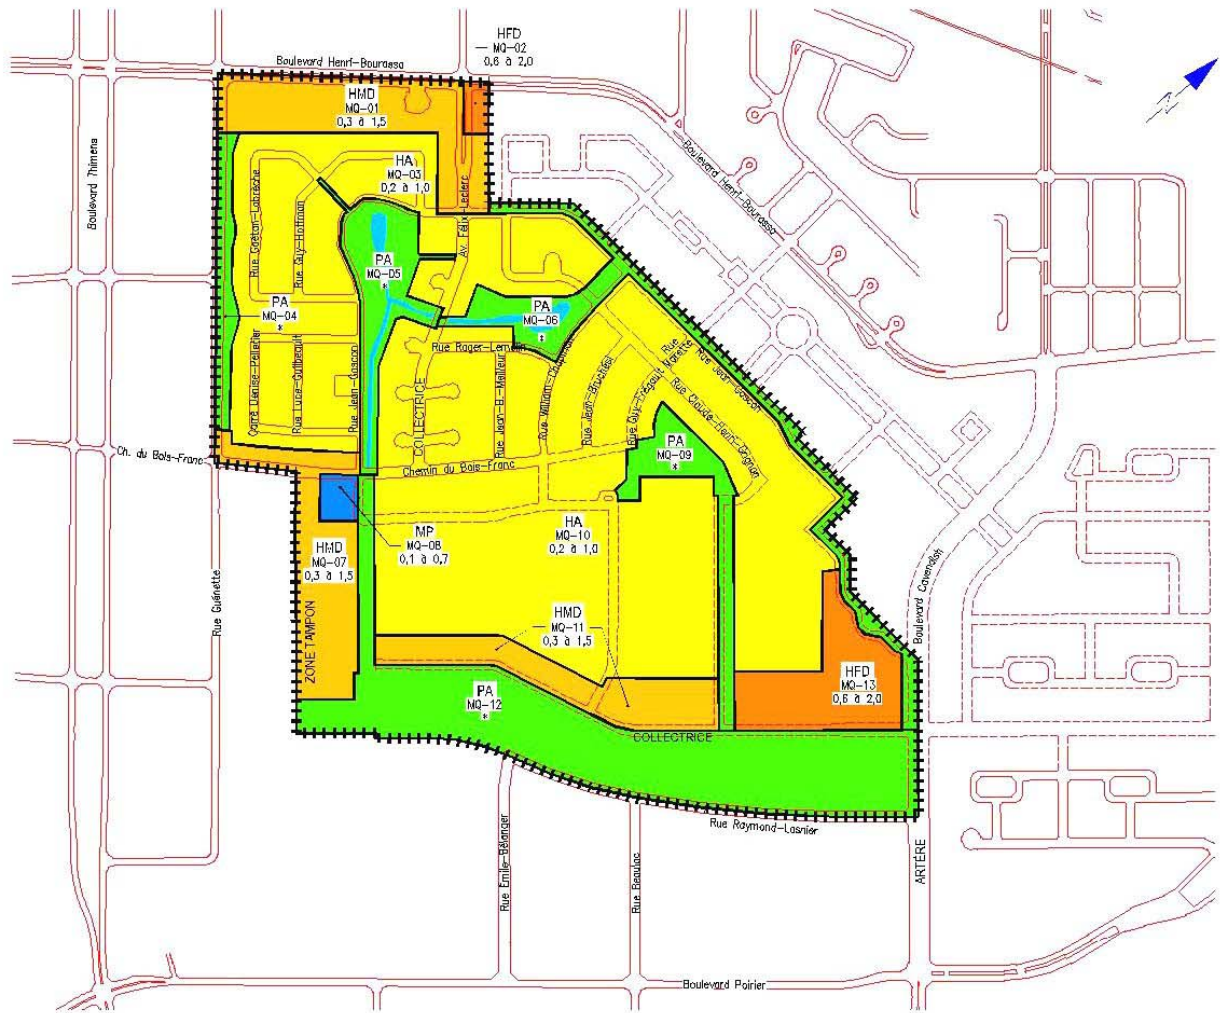 HFD
MQ-02
0,6 à 2,0
Boulevard Henri-Bourassa
HMD
MQ-01
0,3 à 1,5
Boulevard Thimens
Boulevard Henri-Bourassa
HA
MQ-03
0,2 à 1,0
Rue Gaétan-Labrèche
Rue Guy-Hoffman
Av. Félix-Leclerc
PA
MQ-05
*
PA
MQ-04
*
PA
MQ-06
*
Rue Roger-Lemelin
Rue
Rue Jean-Gascon
Carré Denise-Pelletier
Rue Luce-Guilbeault
Rue Jean-Gascon
COLLECTRICE
Rue Jean-B.-Meilleur
Rue William-Chapman
Rue Jean-Bruchési
Rue Guy-Frégault
Rue Claude-Henri-Grignon
Ch. du Bois-Franc
Chemin du Bois-Franc
PA
MQ-09
*
MP
MQ-08
0,1 à 0,7
HA
MQ-10
0,2 à 1,0
HMD
MQ-07
0,3 à 1,5
Boulevard Cavendish
Rue Guénette
ZONE TAMPON
HMD
MQ-11
0,3 à 1,5
HFD
MQ-13
0,6 à 2,0
PA
MQ-12
*
COLLECTRICE
Rue Raymond-Lasnier
Rue Emile-Bélanger
Rue Beaulac
ARTÈRE
Boulevard Poirier